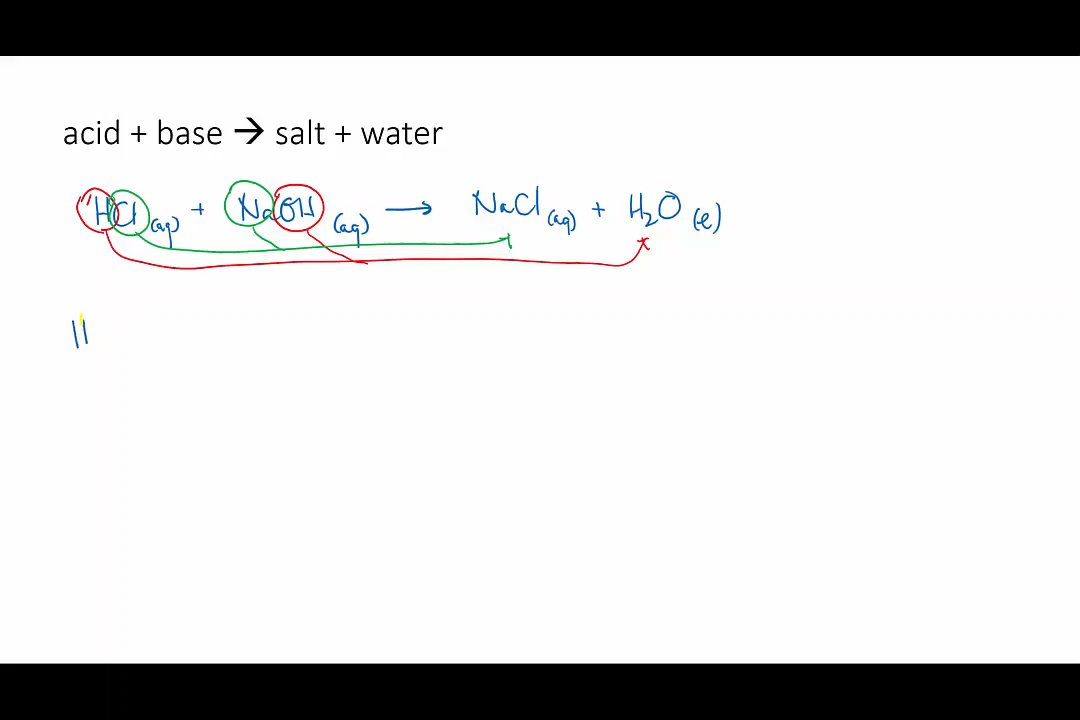 acid + base → salt + water
HCl (aq) + NaOH (aq) → NaCl (aq) + H₂O (ℓ)